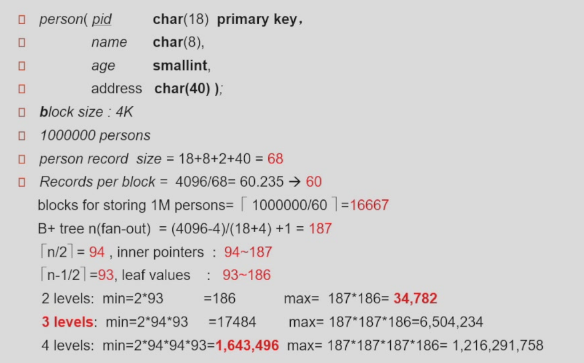 person( pid char(18) primary key,
name char(8),
age smallint,
address char(40) );
block size : 4K
1000000 persons
person record size = 18+8+2+40 = 68
Records per block = 4096/68= 60.235 → 60
blocks for storing 1M persons= ⌈ 1000000/60 ⌉=16667
B+ tree n(fan-out) = (4096-4)/(18+4) +1 = 187
⌈n/2⌉= 94 , inner pointers : 94~187
⌈n-1/2⌉=93, leaf values : 93~186
2 levels: min=2*93 =186 max= 187*186= 34,782
3 levels: min=2*94*93 =17484 max= 187*187*186=6,504,234
4 levels: min=2*94*94*93=1,643,496 max= 187*187*187*186= 1,216,291,758